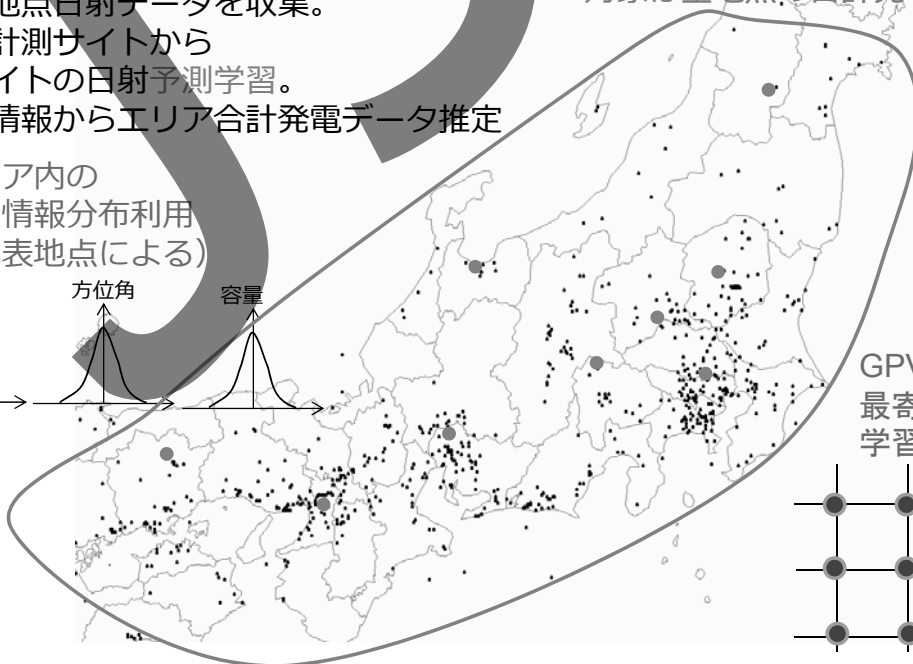 地点日射データを収集。
計測サイトから
イトの日射予測学習。
情報からエリア合計発電データ推定
ア内の
情報分布利用
表地点による)
方位角
容量
GPV
最寄
学習